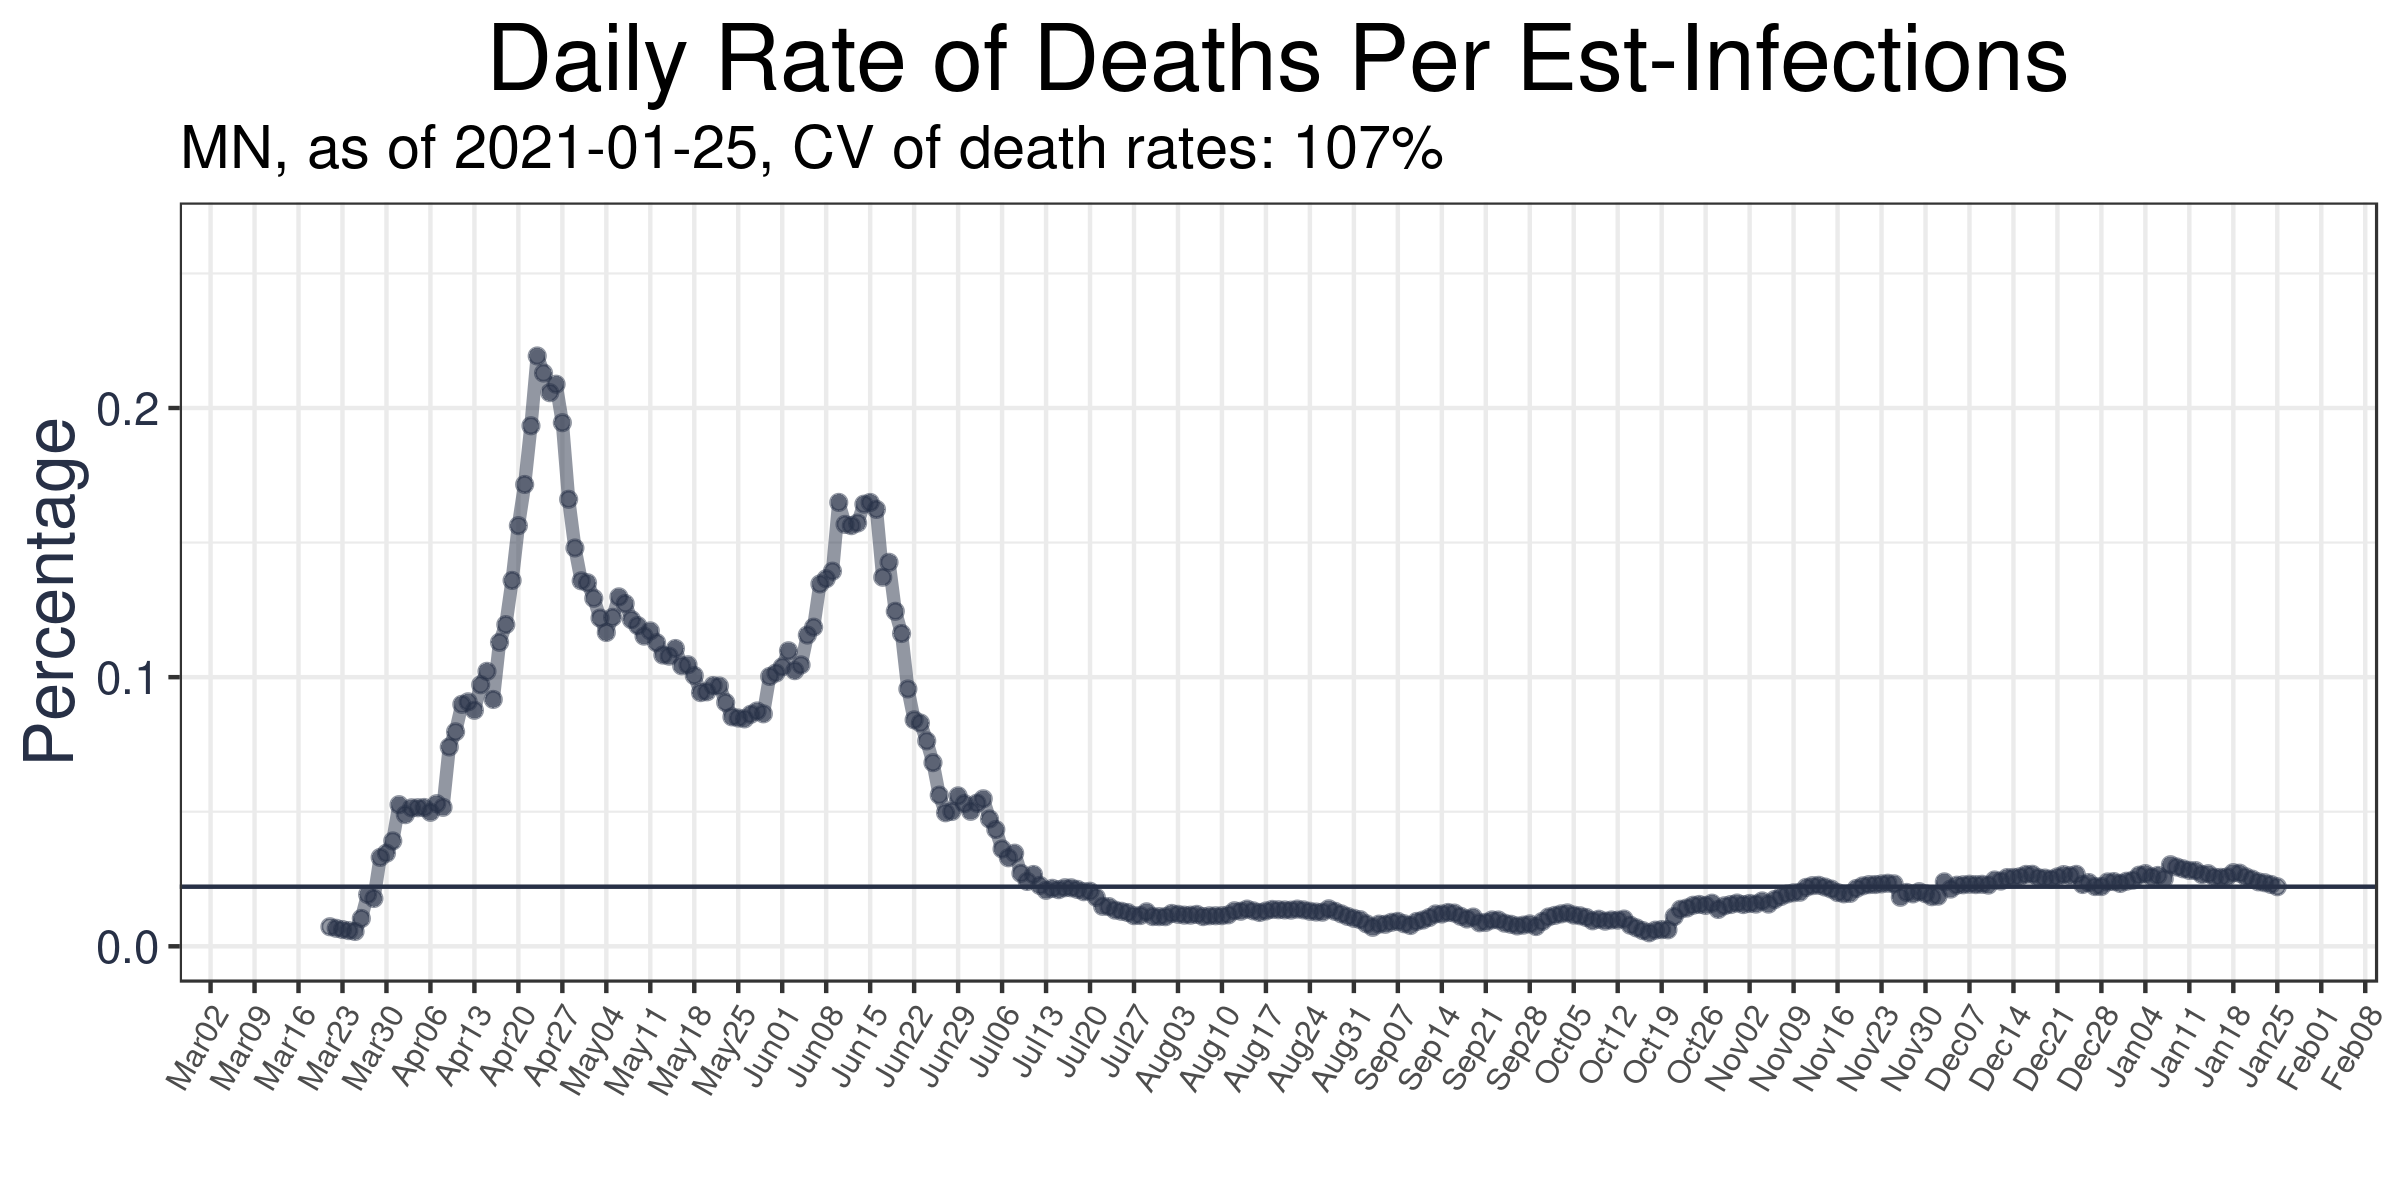 Daily Rate of Deaths Per Est-Infections
MN, as of 2021-01-25, CV of death rates: 107%
Percentage
0.2
0.1
0.0
Mar02
Mar09
Mar16
Mar23
Mar30
Apr06
Apr13
Apr20
Apr27
May04
May11
May18
May25
Jun01
Jun08
Jun15
Jun22
Jun29
Jul06
Jul13
Jul20
Jul27
Aug03
Aug10
Aug17
Aug24
Aug31
Sep07
Sep14
Sep21
Sep28
Oct05
Oct12
Oct19
Oct26
Nov02
Nov09
Nov16
Nov23
Nov30
Dec07
Dec14
Dec21
Dec28
Jan04
Jan11
Jan18
Jan25
Feb01
Feb08